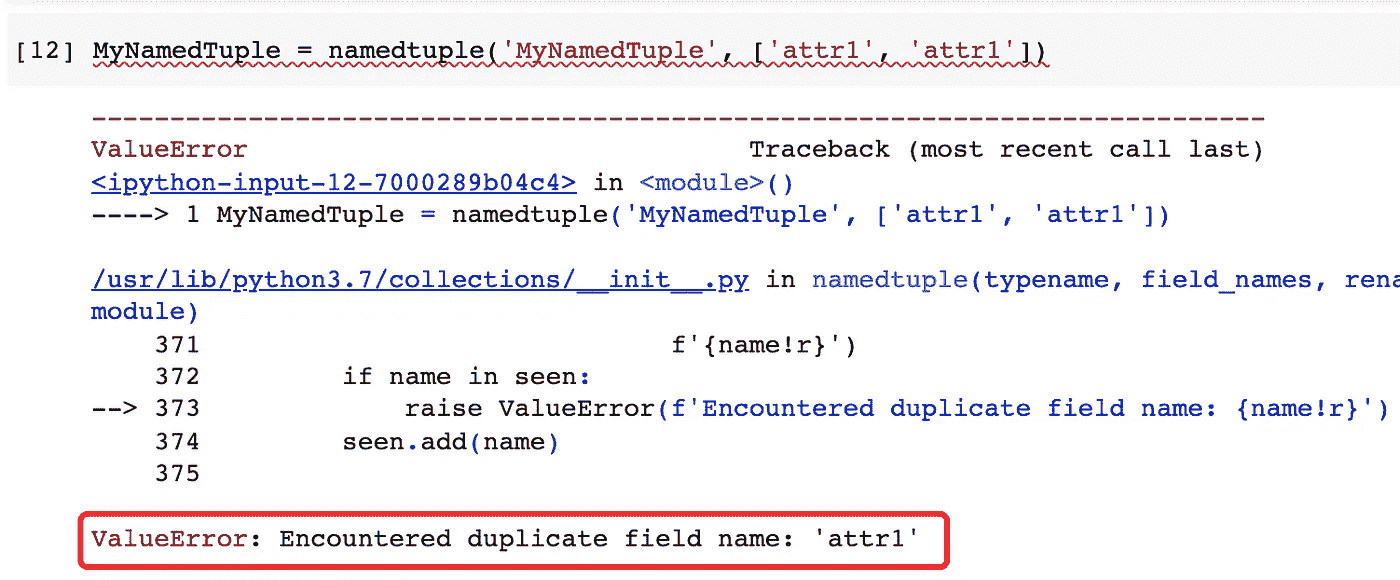 [12] MyNamedTuple = namedtuple('MyNamedTuple', ['attr1', 'attr1'])
---------------------------------------------------------------------------
ValueError                                Traceback (most recent call last)
<ipython-input-12-7000289b04c4> in <module>()
----> 1 MyNamedTuple = namedtuple('MyNamedTuple', ['attr1', 'attr1'])
/usr/lib/python3.7/collections/__init__.py in namedtuple(typename, field_names, rena
module)
    371                              f'{name!r}')
    372         if name in seen:
--> 373             raise ValueError(f'Encountered duplicate field name: {name!r}')
    374         seen.add(name)
    375
ValueError: Encountered duplicate field name: 'attr1'